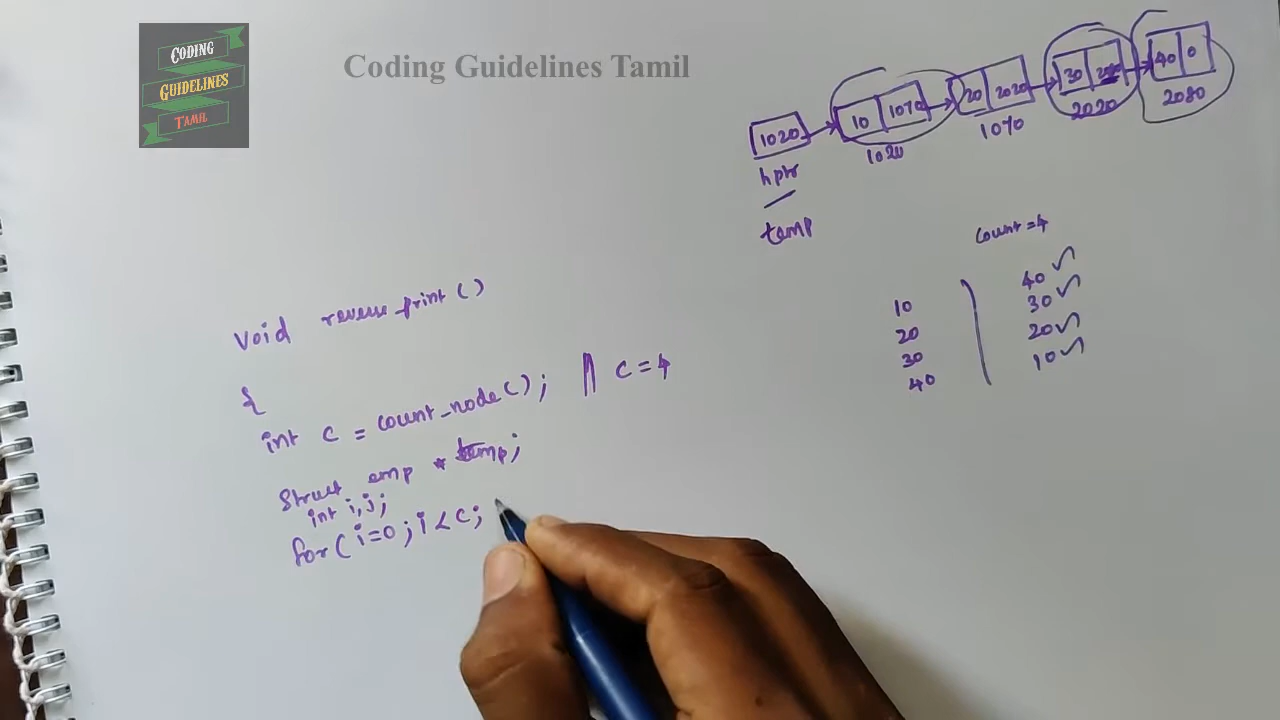 CODING
GUIDELINES
TAMIL
Coding Guidelines Tamil
1020
hptr
temp
10 1070
1020
20 2020
1070
30
2020
40 0
2080
count=4
10
20
30
40
40
30
20
10
void reverse_print()
{
int c = count_node(); // c=4
struct emp * temp;
int i,j;
for(i=0; i<c;